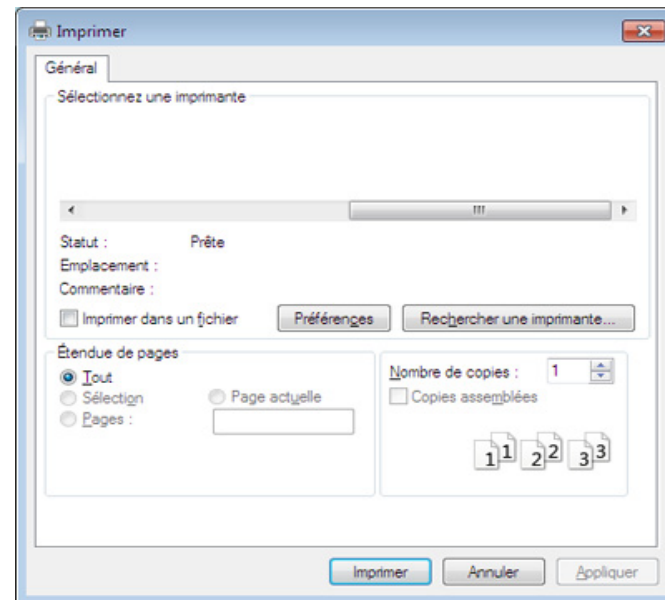 Imprimer
Général
Sélectionnez une imprimante
Statut : Prête
Emplacement :
Commentaire :
Imprimer dans un fichier Préférences Rechercher une imprimante...
Étendue de pages
Tout
Sélection Page actuelle
Pages :
Nombre de copies : 1
Copies assemblées
1 1 2 2 3 3
Imprimer Annuler Appliquer